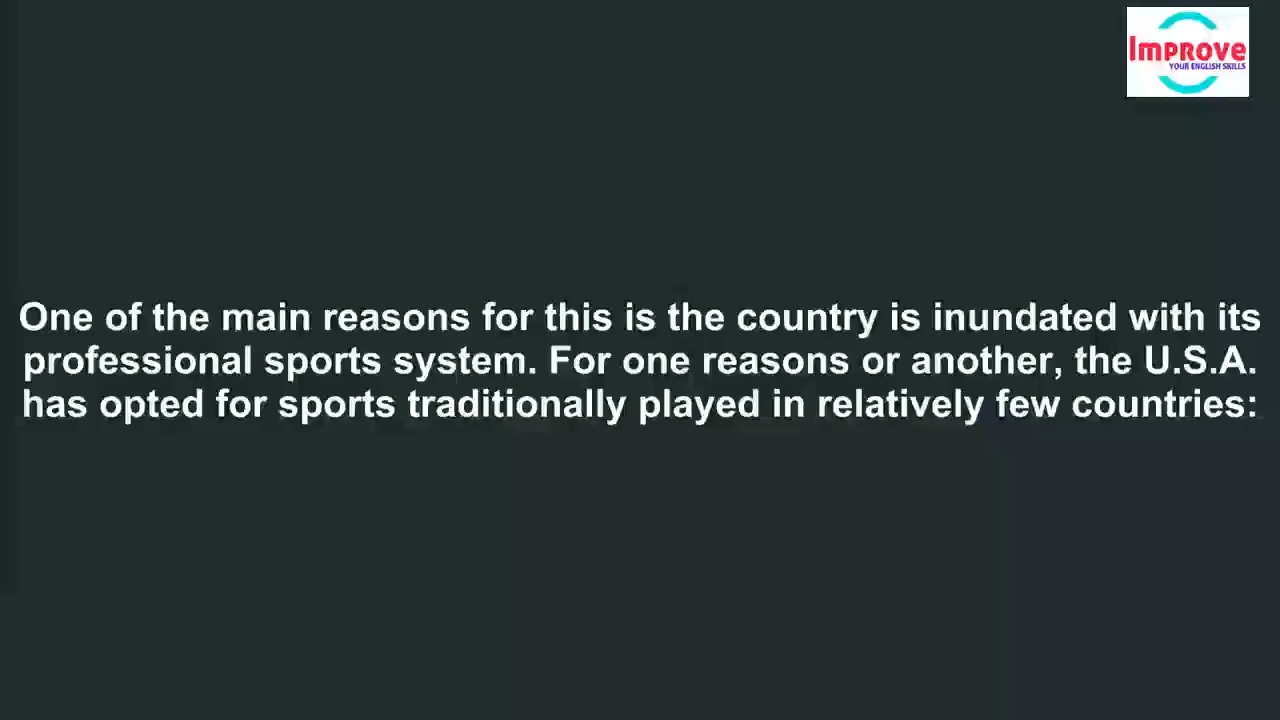 Improve
YOUR ENGLISH SKILLS
One of the main reasons for this is the country is inundated with its
professional sports system. For one reasons or another, the U.S.A.
has opted for sports traditionally played in relatively few countries: